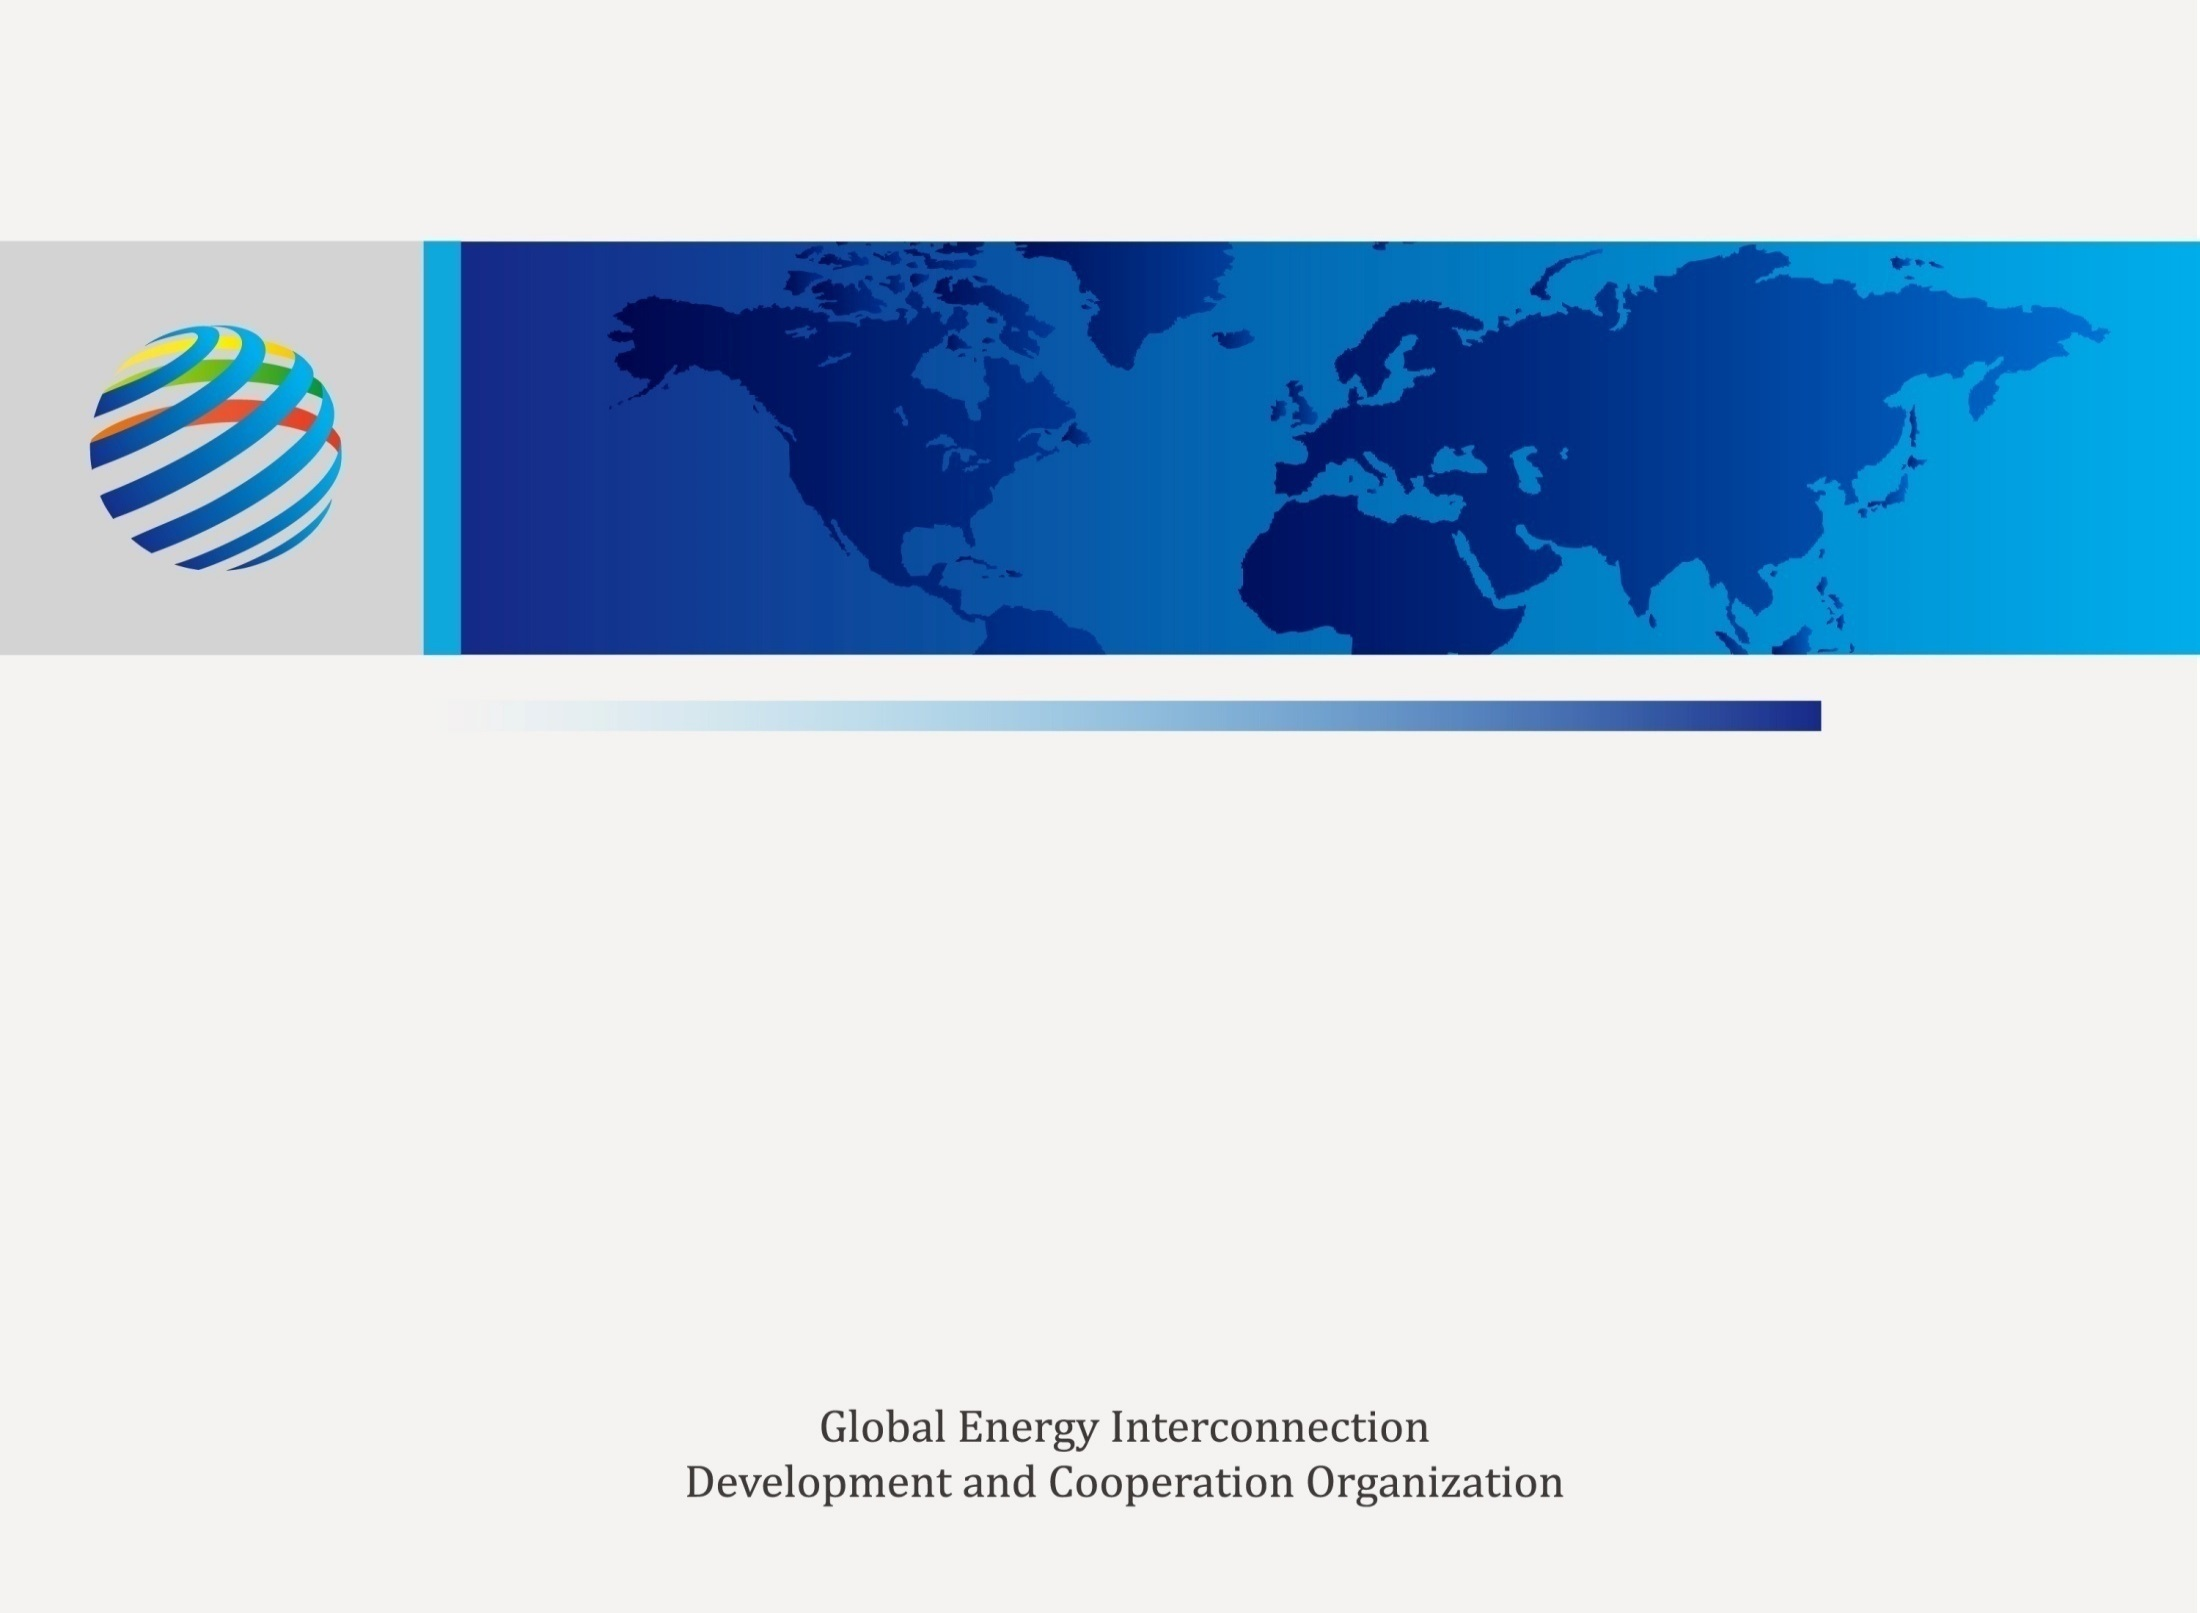 Global Energy Interconnection
Development and Cooperation Organization